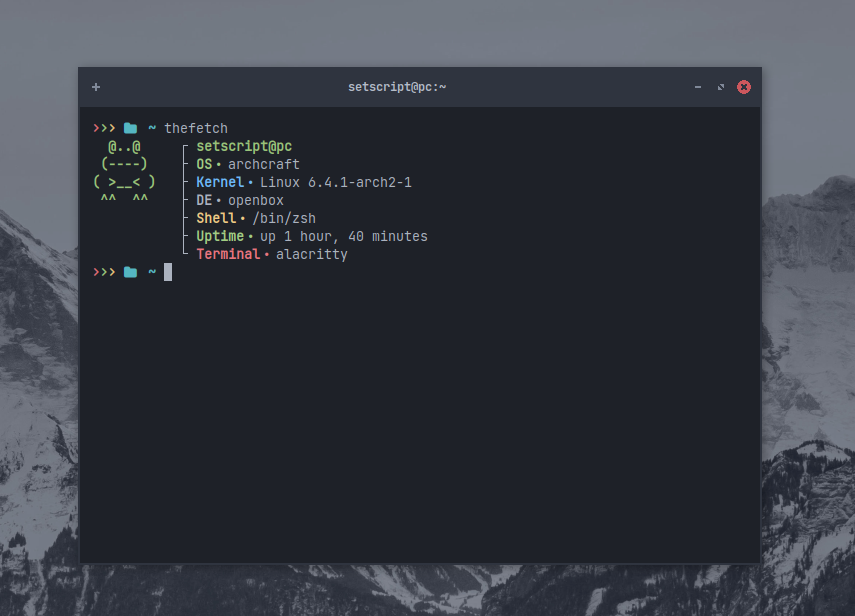 setscript@pc:~
>>> ~ thefetch
@..@ setscript@pc
(----) OS • archcraft
( >__< ) Kernel • Linux 6.4.1-arch2-1
^^ ^^ DE • openbox
Shell • /bin/zsh
Uptime • up 1 hour, 40 minutes
Terminal • alacritty
>>> ~